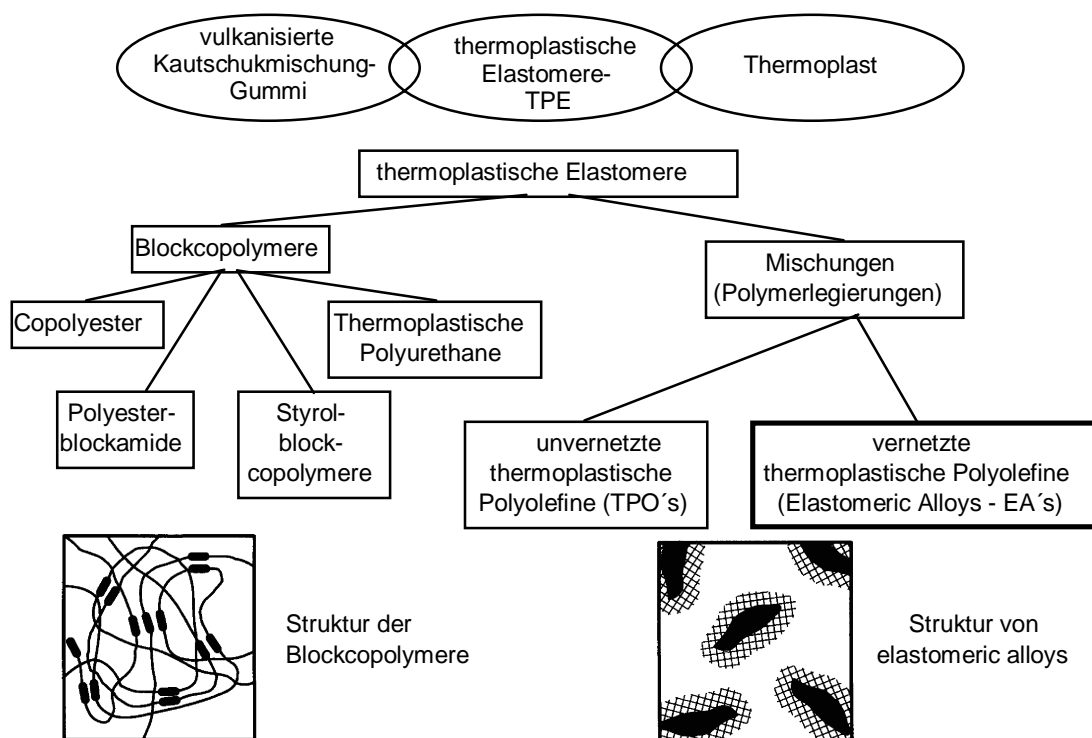 vulkanisierte
Kautschukmischung-
Gummi
thermoplastische
Elastomere-
TPE
Thermoplast
thermoplastische Elastomere
Blockcopolymere
Mischungen
(Polymerlegierungen)
Copolyester
Thermoplastische
Polyurethane
Polyester-
blockamide
Styrol-
block-
copolymere
unvernetzte
thermoplastische
Polyolefine (TPO´s)
vernetzte
thermoplastische Polyolefine
(Elastomeric Alloys - EA´s)
Struktur der
Blockcopolymere
Struktur von
elastomeric alloys